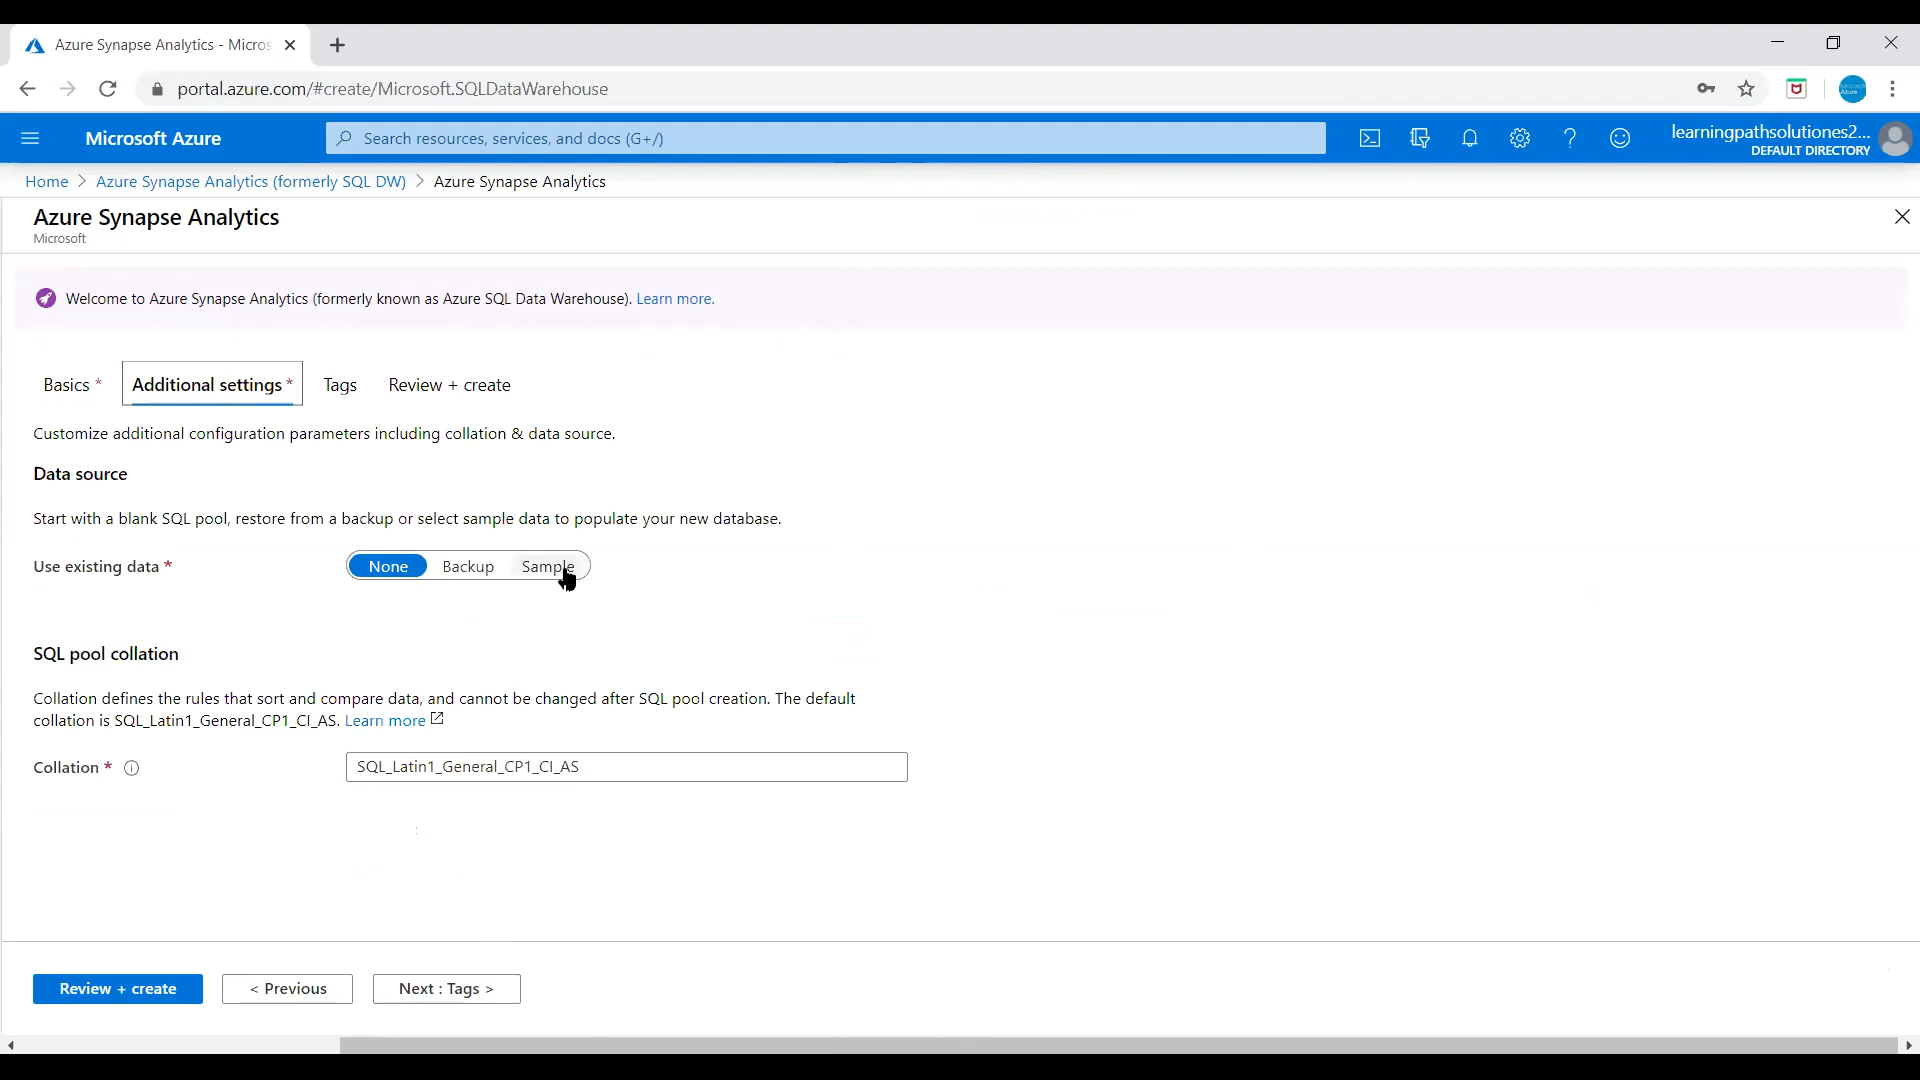 Azure Synapse Analytics - Micros
portal.azure.com/#create/Microsoft.SQLDataWarehouse
Microsoft Azure
Search resources, services, and docs (G+/)
learningpathsolutiones2...
DEFAULT DIRECTORY
Home > Azure Synapse Analytics (formerly SQL DW) > Azure Synapse Analytics
Azure Synapse Analytics
Microsoft
Welcome to Azure Synapse Analytics (formerly known as Azure SQL Data Warehouse). Learn more.
Basics * Additional settings * Tags Review + create
Customize additional configuration parameters including collation & data source.
Data source
Start with a blank SQL pool, restore from a backup or select sample data to populate your new database.
Use existing data * None Backup Sample
SQL pool collation
Collation defines the rules that sort and compare data, and cannot be changed after SQL pool creation. The default
collation is SQL_Latin1_General_CP1_CI_AS. Learn more
Collation * SQL_Latin1_General_CP1_CI_AS
Review + create < Previous Next : Tags >